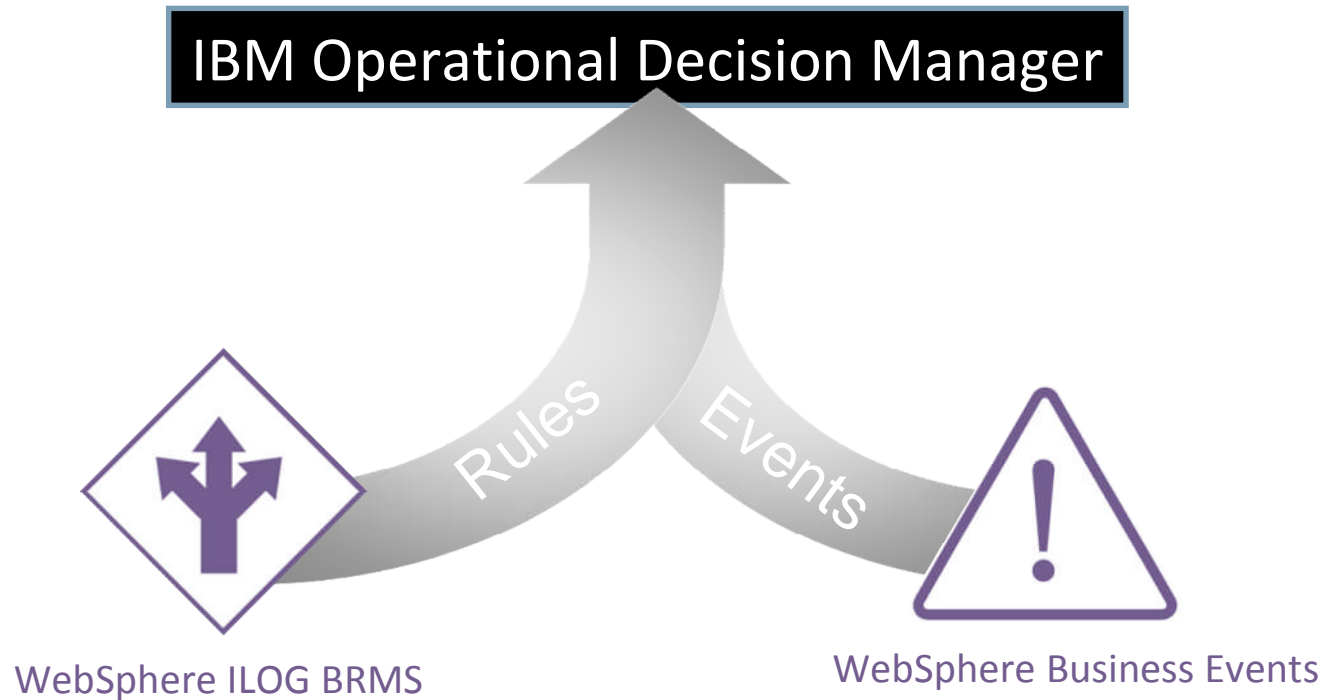 IBM Operational Decision Manager
Rules
Events
WebSphere ILOG BRMS
WebSphere Business Events